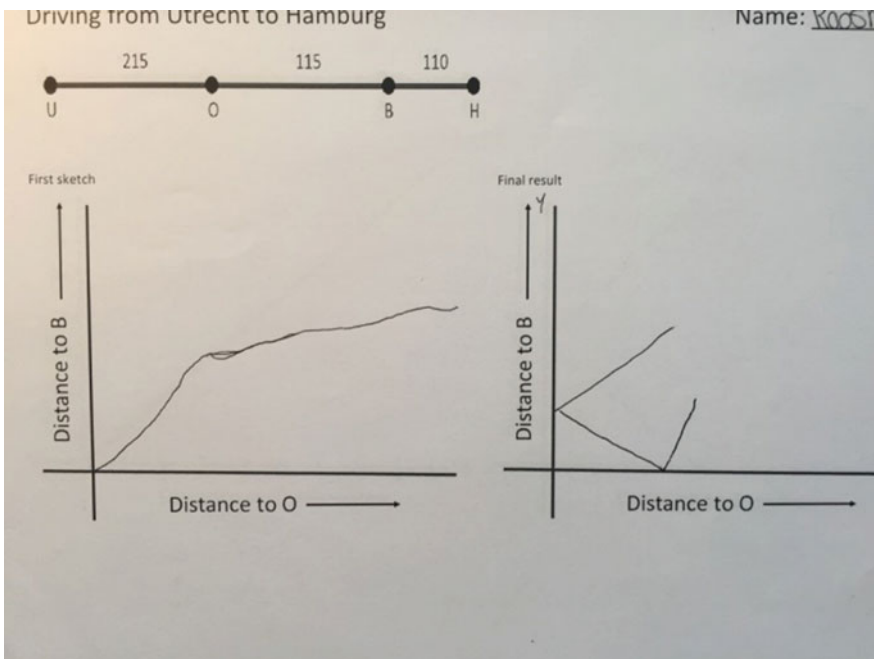 Driving from Utrecht to Hamburg
Name:
215 115 110
U O B H
First sketch
Final result
Y
Distance to B
Distance to B
Distance to O
Distance to O